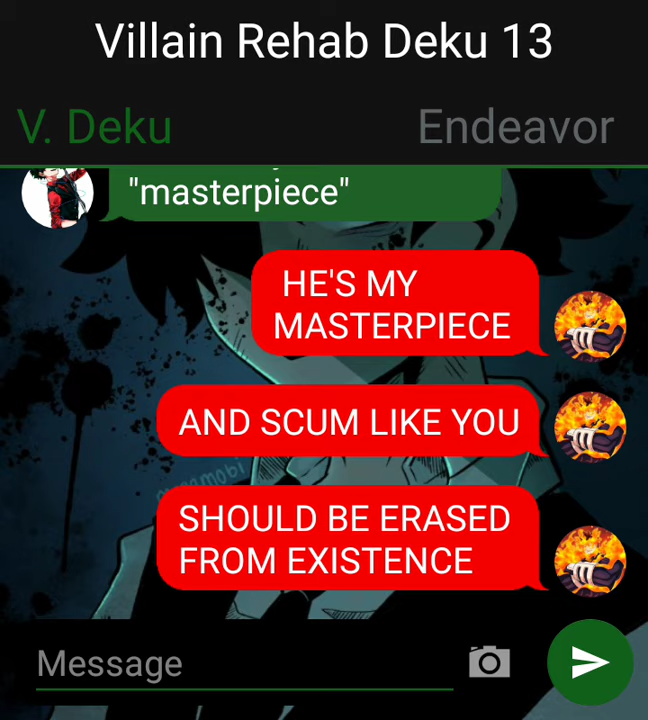 Villain Rehab Deku 13
V. Deku
Endeavor
"masterpiece"
HE'S MY
MASTERPIECE
AND SCUM LIKE YOU
SHOULD BE ERASED
FROM EXISTENCE
Message